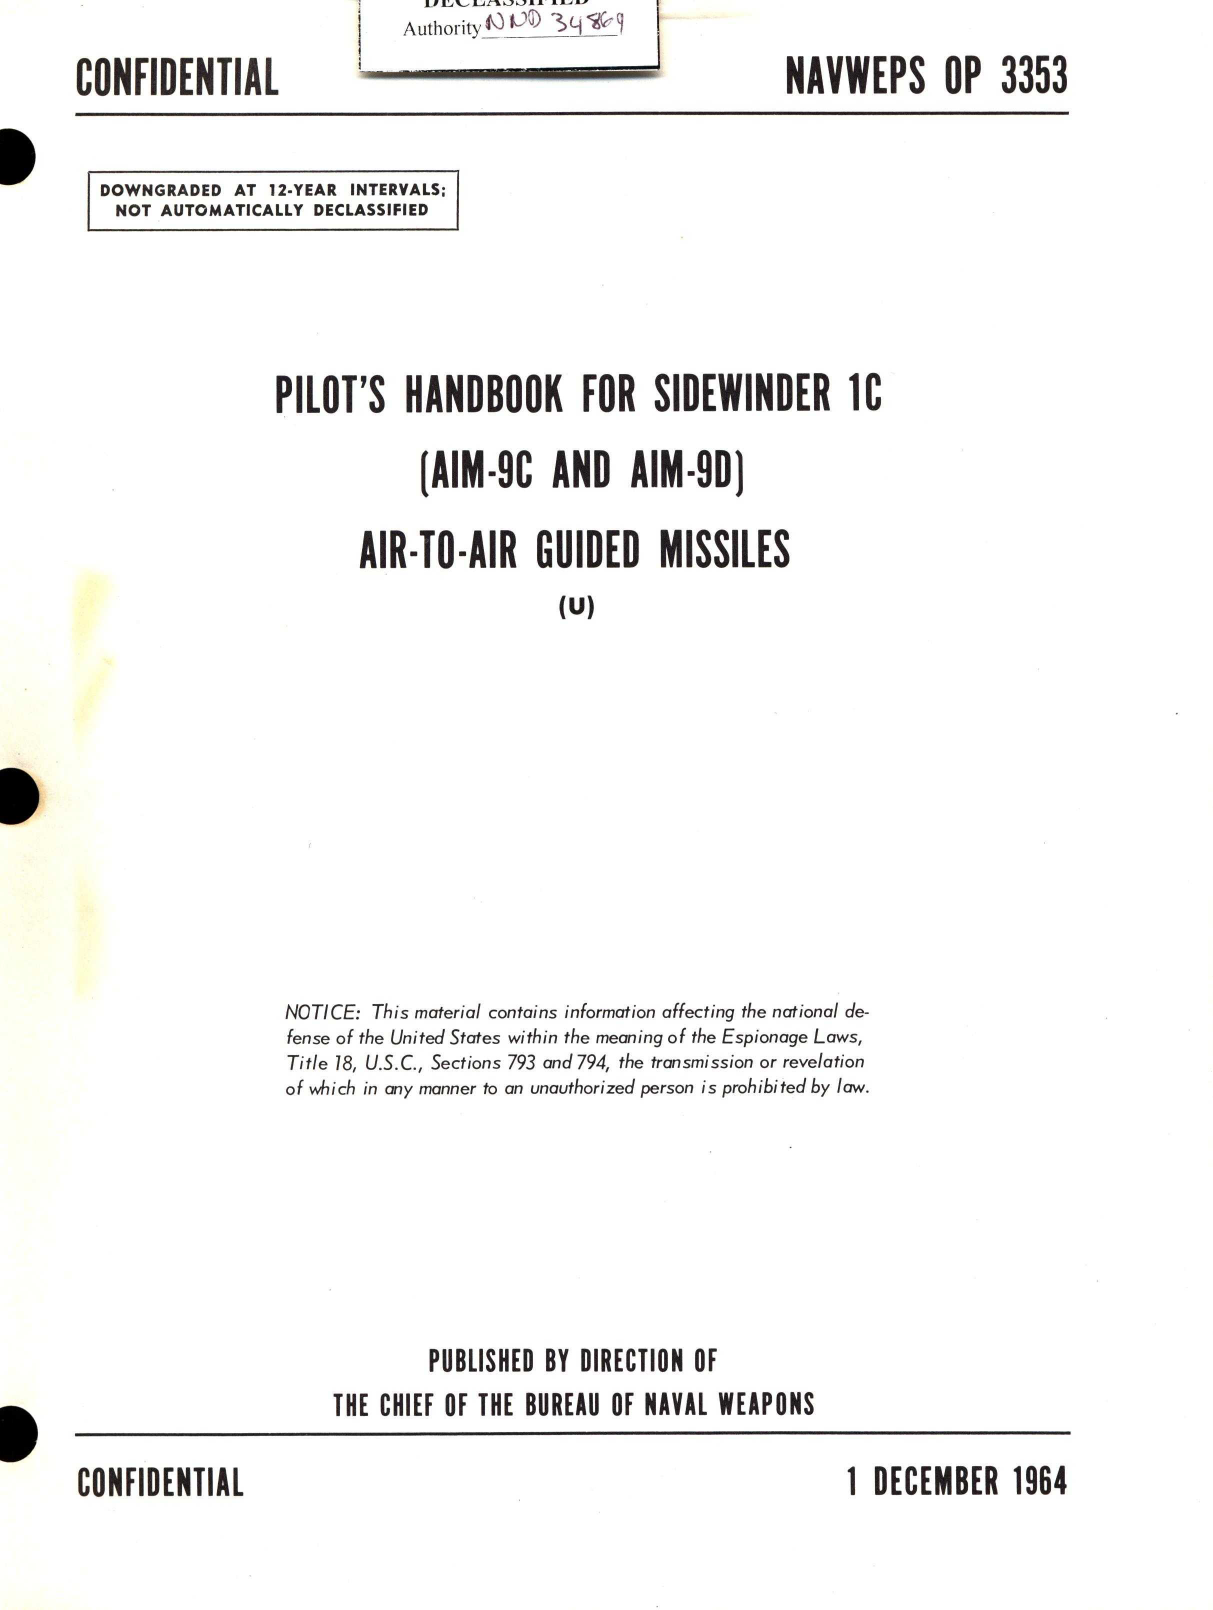 DECLASSIFIED
Authority NND 34869
CONFIDENTIAL
NAVWEPS OP 3353
DOWNGRADED AT 12-YEAR INTERVALS;
NOT AUTOMATICALLY DECLASSIFIED
PILOT'S HANDBOOK FOR SIDEWINDER 1C
(AIM-9C AND AIM-9D)
AIR-TO-AIR GUIDED MISSILES
(U)
NOTICE: This material contains information affecting the national de-
fense of the United States within the meaning of the Espionage Laws,
Title 18, U.S.C., Sections 793 and 794, the transmission or revelation
of which in any manner to an unauthorized person is prohibited by law.
PUBLISHED BY DIRECTION OF
THE CHIEF OF THE BUREAU OF NAVAL WEAPONS
CONFIDENTIAL
1 DECEMBER 1964